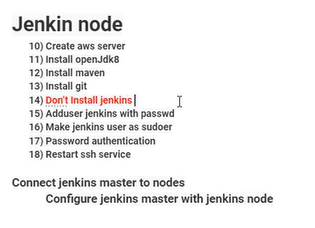 Jenkin node
10) Create aws server
11) Install openJdk8
12) Install maven
13) Install git
14) Don't Install jenkins
15) Adduser jenkins with passwd
16) Make jenkins user as sudoer
17) Password authentication
18) Restart ssh service
Connect jenkins master to nodes
Configure jenkins master with jenkin node